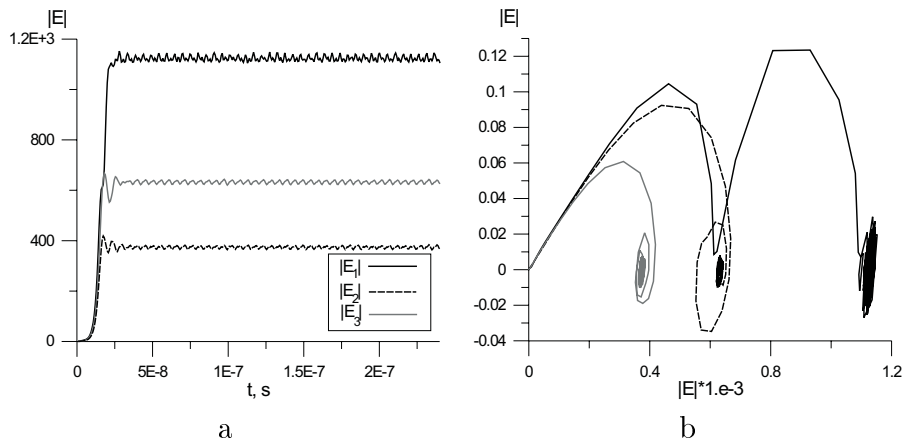 |E|
1.2E+3
800
400
0
0
5E-8
1E-7
1.5E-7
2E-7
t, s
|E₁|
|E₂|
|E₃|
a
|E|
0.12
0.1
0.08
0.06
0.04
0.02
0
-0.02
-0.04
0
0.4
0.8
1.2
|E|*1.e-3
b